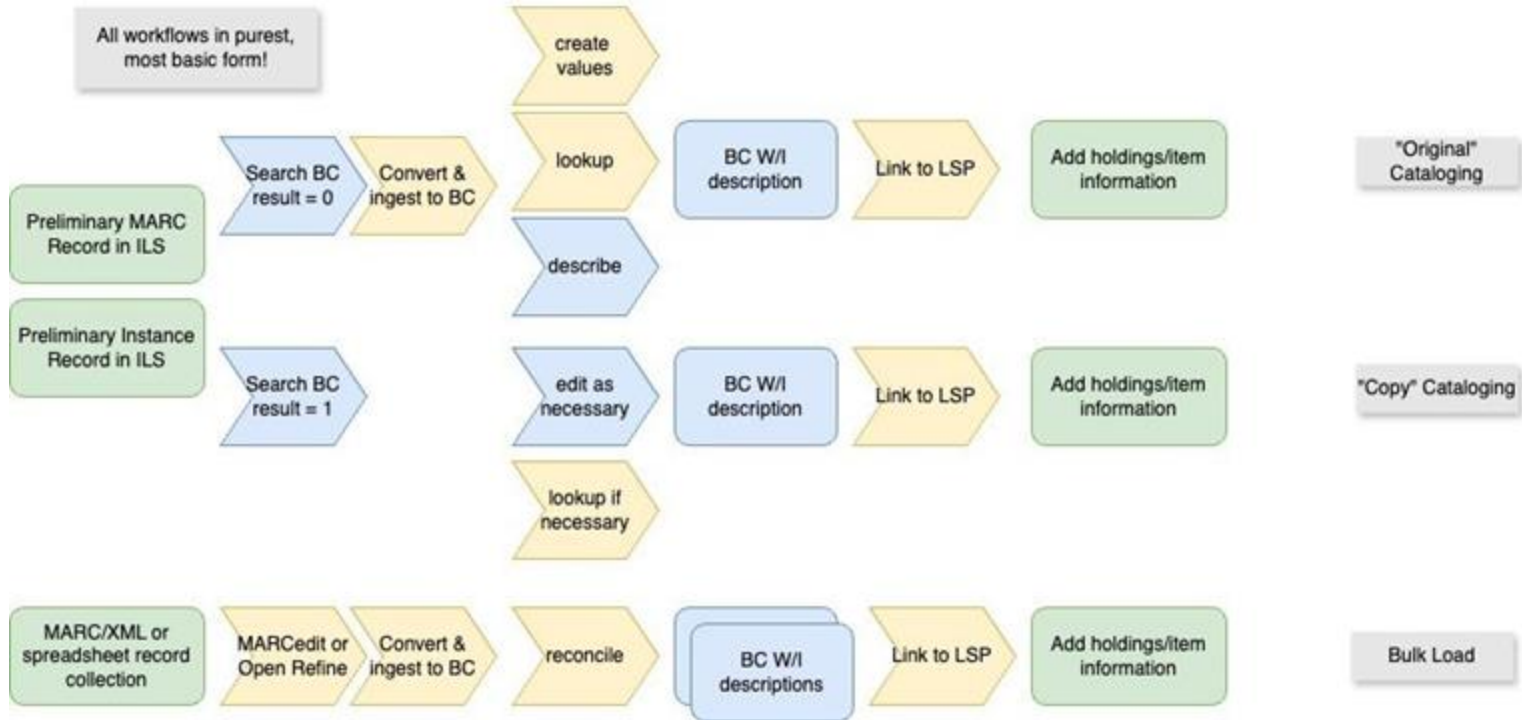 All workflows in purest,
most basic form!
create
values
Search BC
result = 0
Convert &
ingest to BC
lookup
BC W/I
description
Link to LSP
Add holdings/item
information
"Original"
Cataloging
Preliminary MARC
Record in ILS
describe
Preliminary Instance
Record in ILS
Search BC
result = 1
edit as
necessary
BC W/I
description
Link to LSP
Add holdings/item
information
"Copy" Cataloging
lookup if
necessary
MARC/XML or
spreadsheet record
collection
MARCedit or
Open Refine
Convert &
ingest to BC
reconcile
BC W/I
descriptions
Link to LSP
Add holdings/item
information
Bulk Load